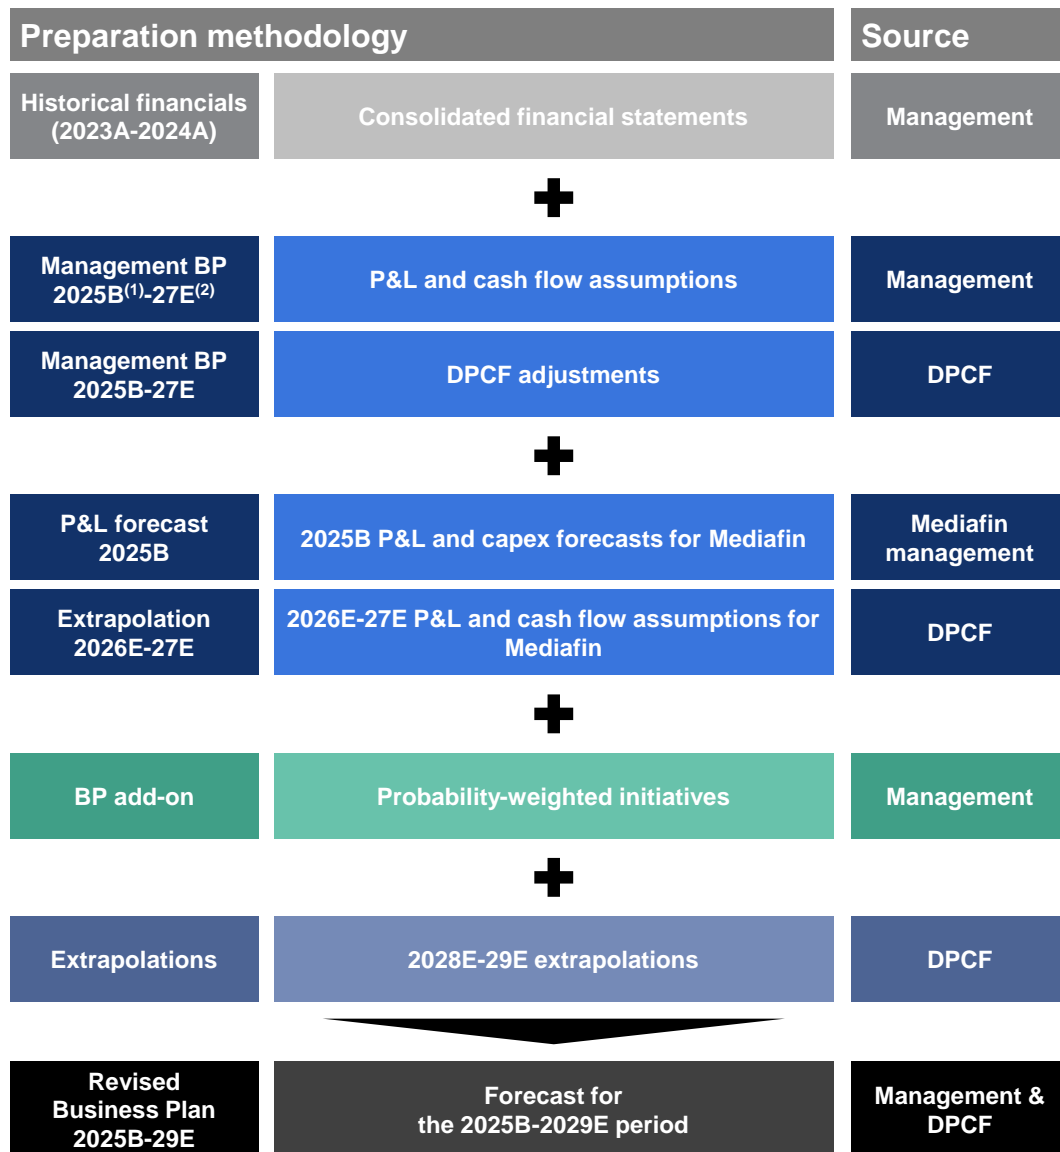 Preparation methodology
Source
Historical financials
(2023A-2024A)
Consolidated financial statements
Management
Management BP
2025B(1)-27E(2)
P&L and cash flow assumptions
Management
Management BP
2025B-27E
DPCF adjustments
DPCF
P&L forecast
2025B
2025B P&L and capex forecasts for Mediafin
Mediafin
management
Extrapolation
2026E-27E
2026E-27E P&L and cash flow assumptions for
Mediafin
DPCF
BP add-on
Probability-weighted initiatives
Management
Extrapolations
2028E-29E extrapolations
DPCF
Revised
Business Plan
2025B-29E
Forecast for
the 2025B-2029E period
Management &
DPCF